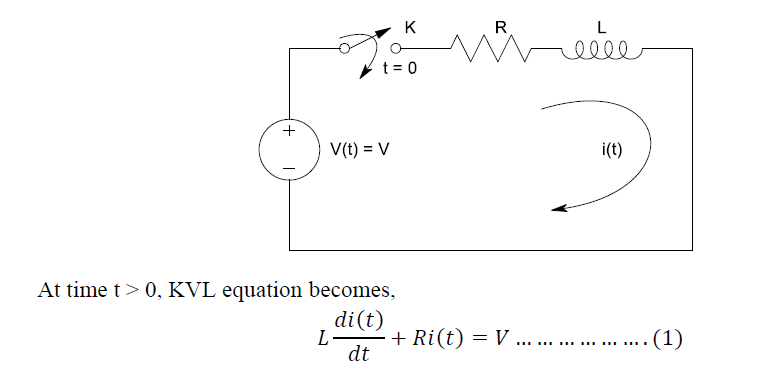 K R L
t = 0
+
V(t) = V i(t)
–
At time t > 0, KVL equation becomes,
L di(t)/dt + Ri(t) = V … … … … … … . (1)